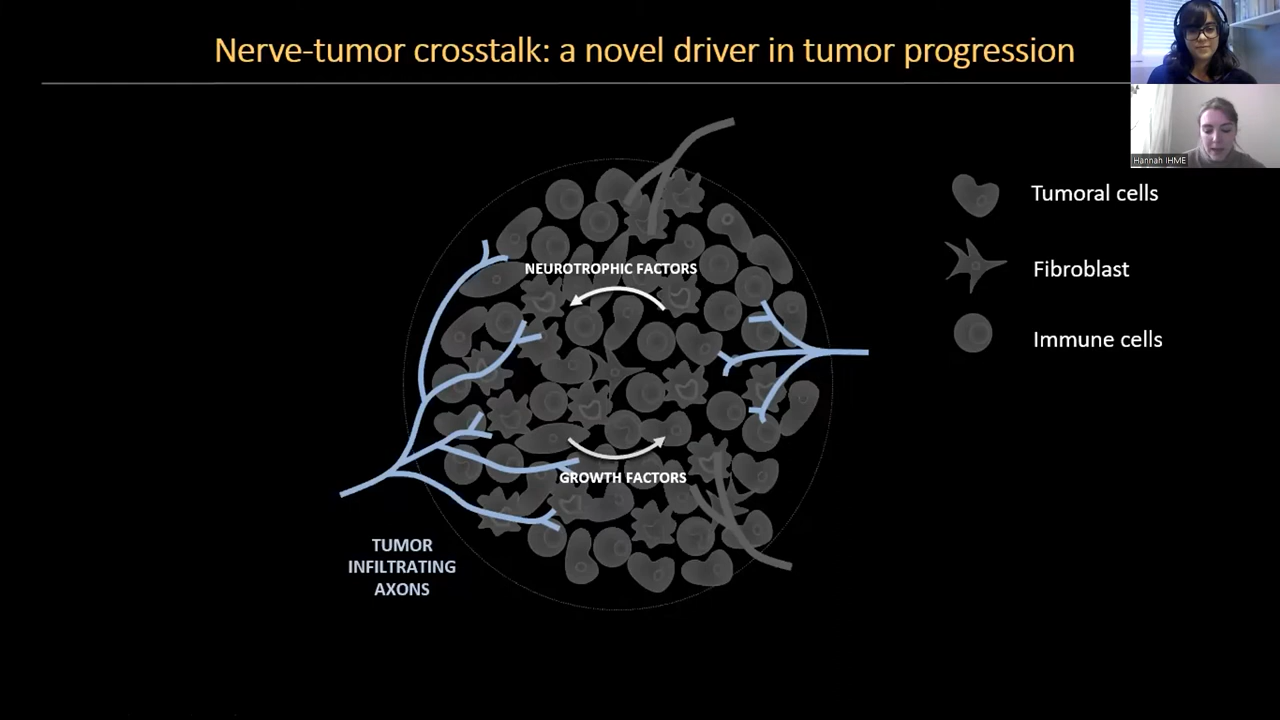 Nerve-tumor crosstalk: a novel driver in tumor progression
Hannah IHME
Tumoral cells
Fibroblast
Immune cells
NEUROTROPHIC FACTORS
GROWTH FACTORS
TUMOR
INFILTRATING
AXONS